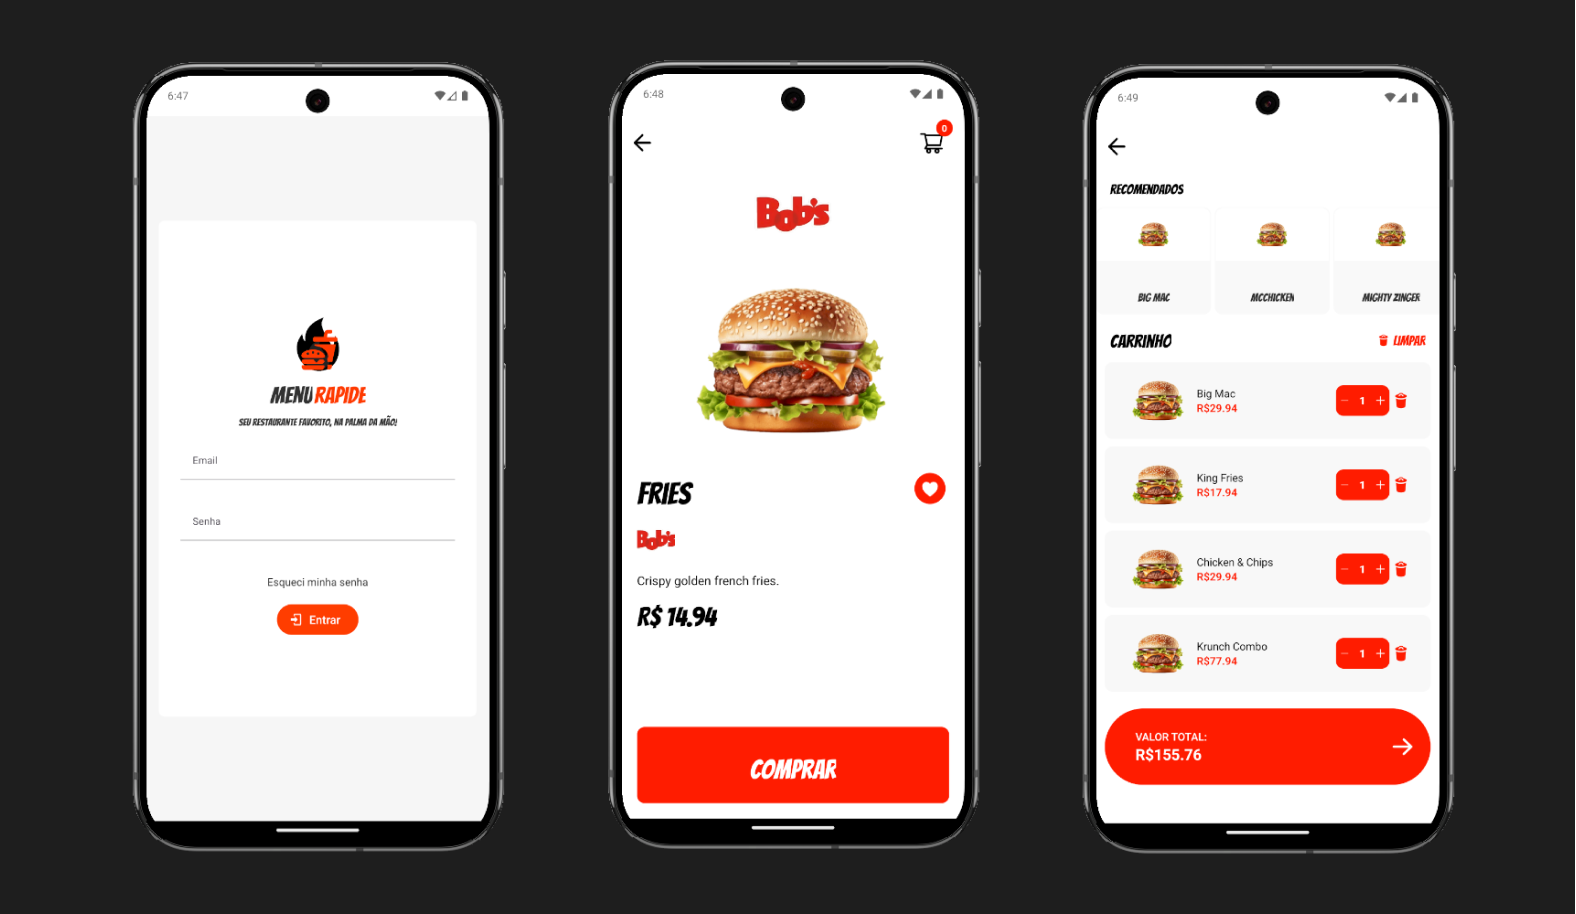 6:47
MENU RAPIDE
SEU RESTAURANTE FAVORITO, NA PALMA DA MÃO!
Email
Senha
Esqueci minha senha
Entrar
6:48
0
Bob's
FRIES
Bob's
Crispy golden french fries.
R$ 14.94
COMPRAR
6:49
RECOMENDADOS
BIG MAC
MCCHICKEN
MIGHTY ZINGER
CARRINHO
LIMPAR
Big Mac
R$29.94
− 1 +
King Fries
R$17.94
− 1 +
Chicken & Chips
R$29.94
− 1 +
Krunch Combo
R$77.94
− 1 +
VALOR TOTAL:
R$155.76